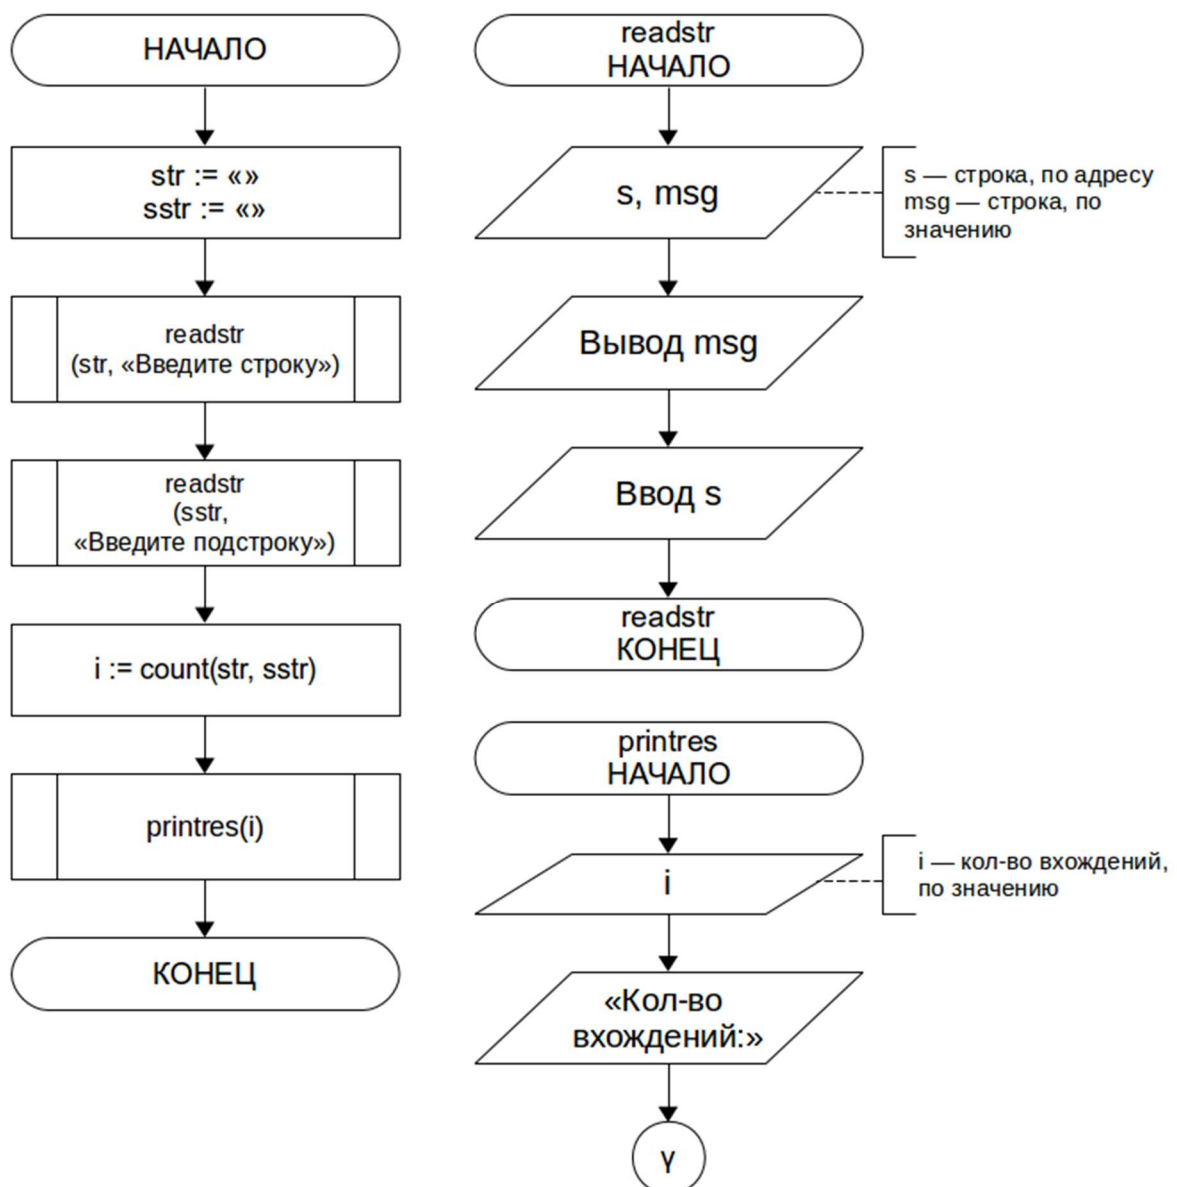 НАЧАЛО
str := «»
sstr := «»
readstr
(str, «Введите строку»)
readstr
(sstr,
«Введите подстроку»)
i := count(str, sstr)
printres(i)
КОНЕЦ
readstr
НАЧАЛО
s, msg
s — строка, по адресу
msg — строка, по
значению
Вывод msg
Ввод s
readstr
КОНЕЦ
printres
НАЧАЛО
i
i — кол-во вхождений,
по значению
«Кол-во
вхождений:»
γ